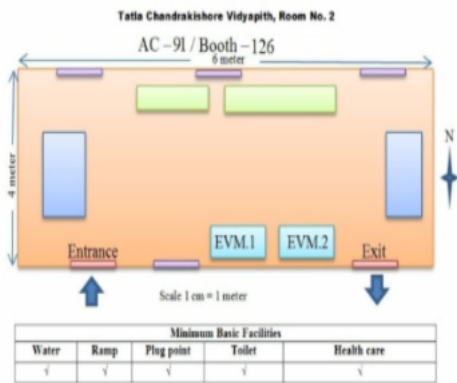 Tatla Chandrakishore Vidyapith, Room No. 2
AC –91 / Booth –126
6 meter
4 meter
N
EVM.1 EVM.2
Entrance Exit
Scale 1 cm = 1 meter
Minimum Basic Facilities
Water Ramp Plug point Toilet Health care
√ √ √ √ √